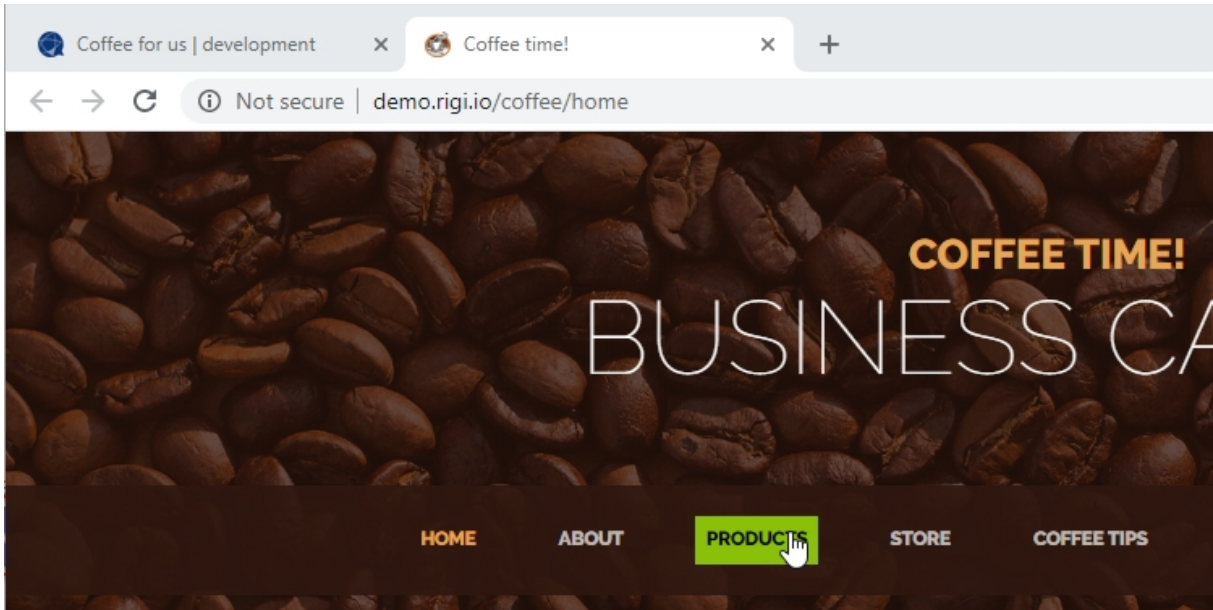 Coffee for us | development
Coffee time!
Not secure | demo.rigi.io/coffee/home
COFFEE TIME!
BUSINESS CA
HOME ABOUT PRODUCTS STORE COFFEE TIPS